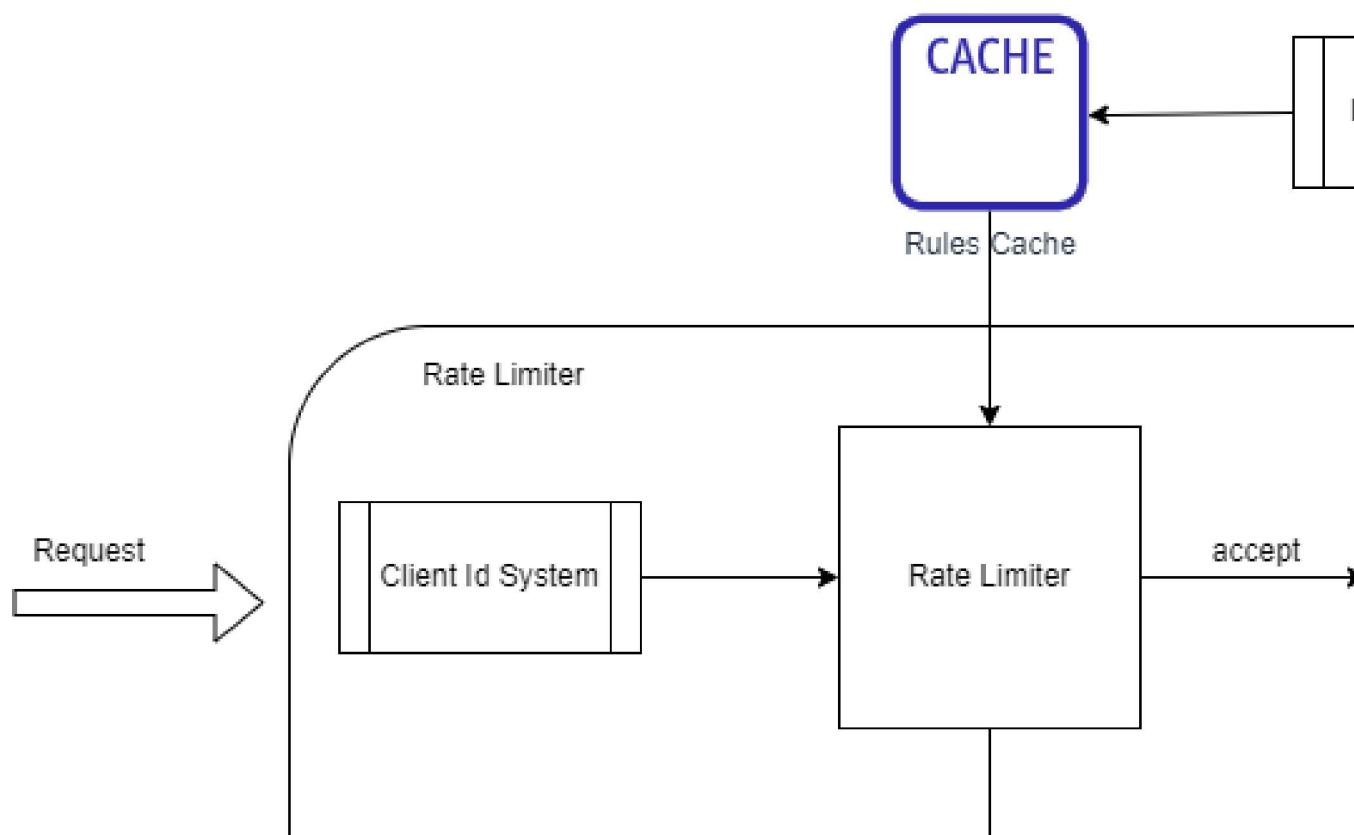 CACHE
Rules Cache
Rate Limiter
Request
Client Id System
Rate Limiter
accept